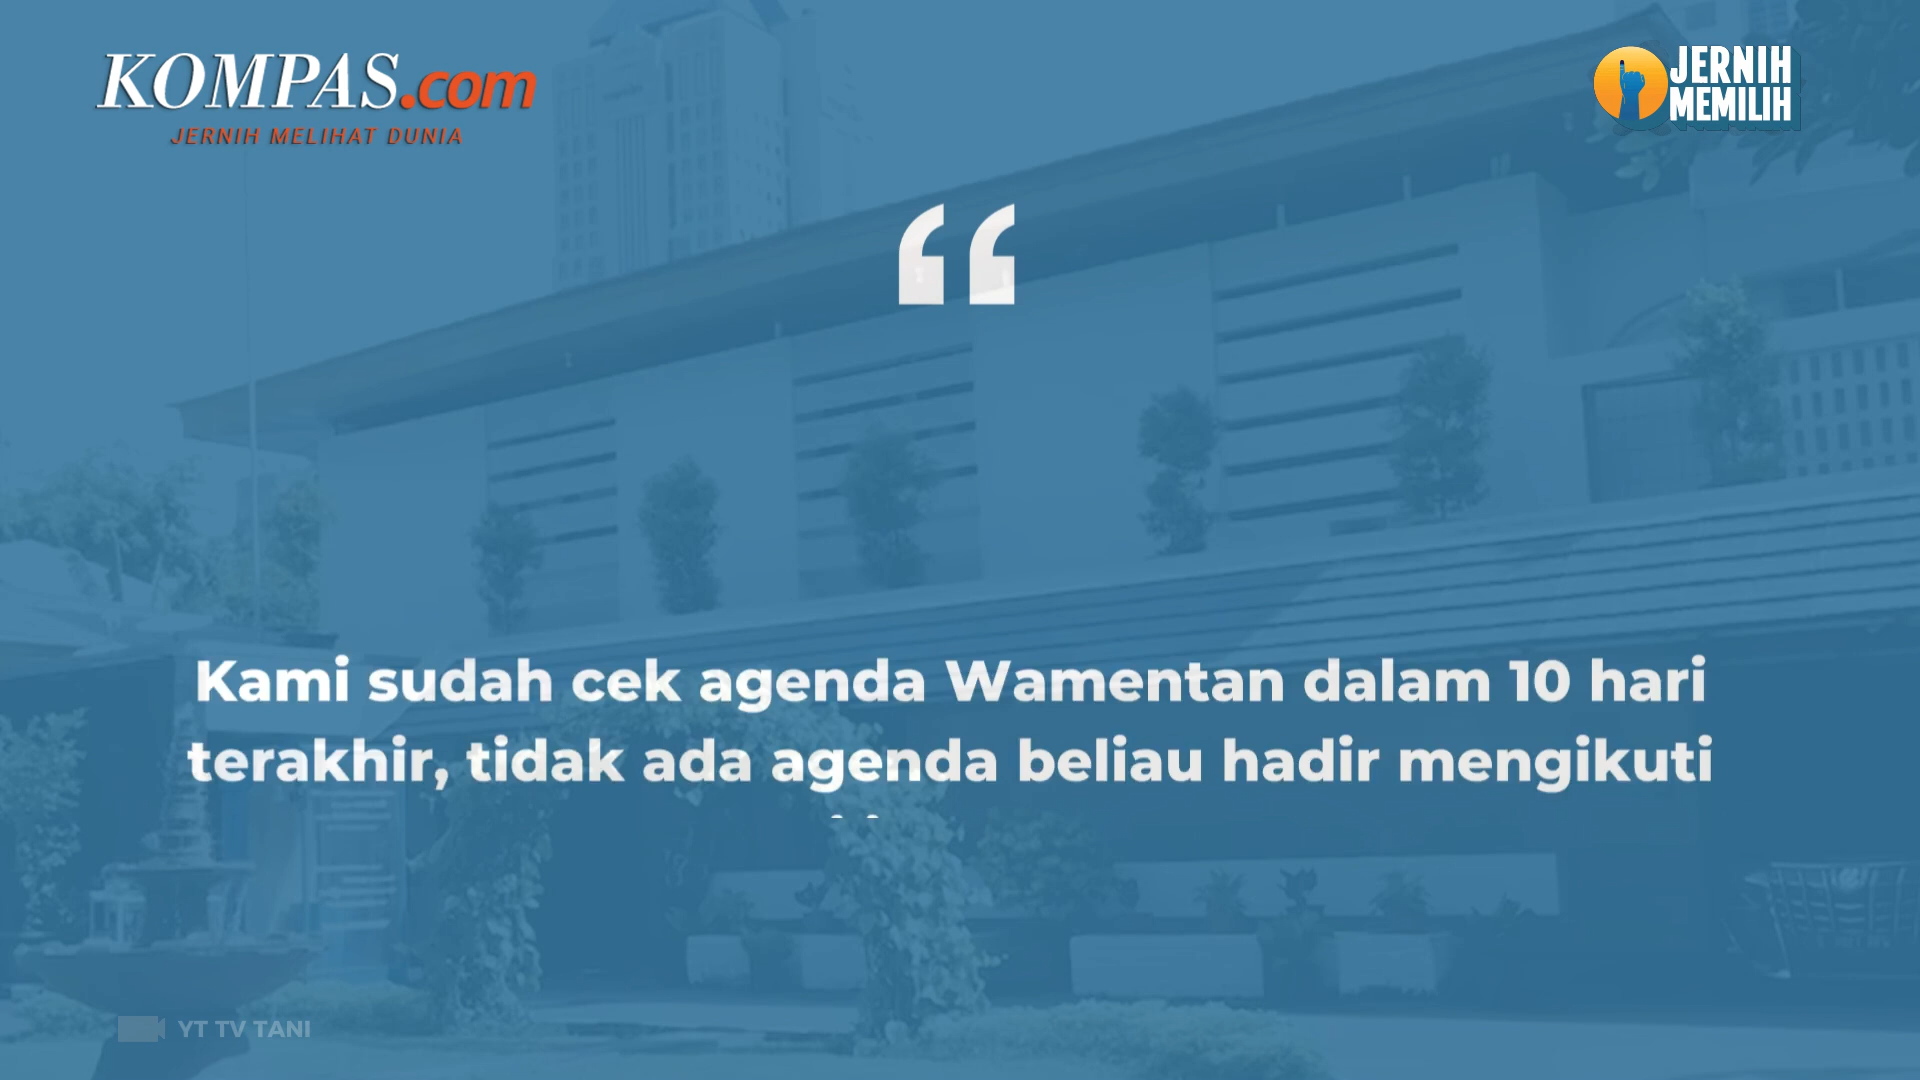 KOMPAS.com
JERNIH MELIHAT DUNIA
JERNIH
MEMILIH
“
Kami sudah cek agenda Wamentan dalam 10 hari
terakhir, tidak ada agenda beliau hadir mengikuti
YT TV TANI